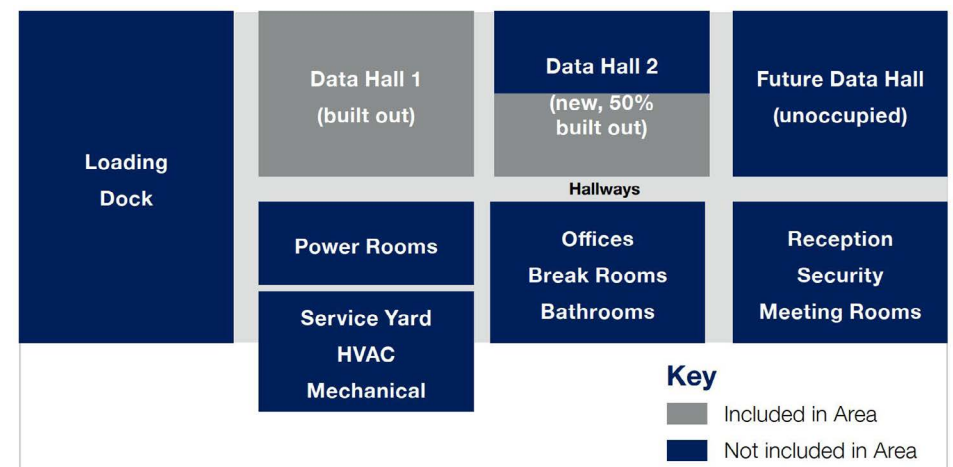 Loading
Dock
Data Hall 1
(built out)
Data Hall 2
(new, 50%
built out)
Future Data Hall
(unoccupied)
Hallways
Power Rooms
Service Yard
HVAC
Mechanical
Offices
Break Rooms
Bathrooms
Reception
Security
Meeting Rooms
Key
Included in Area
Not included in Area